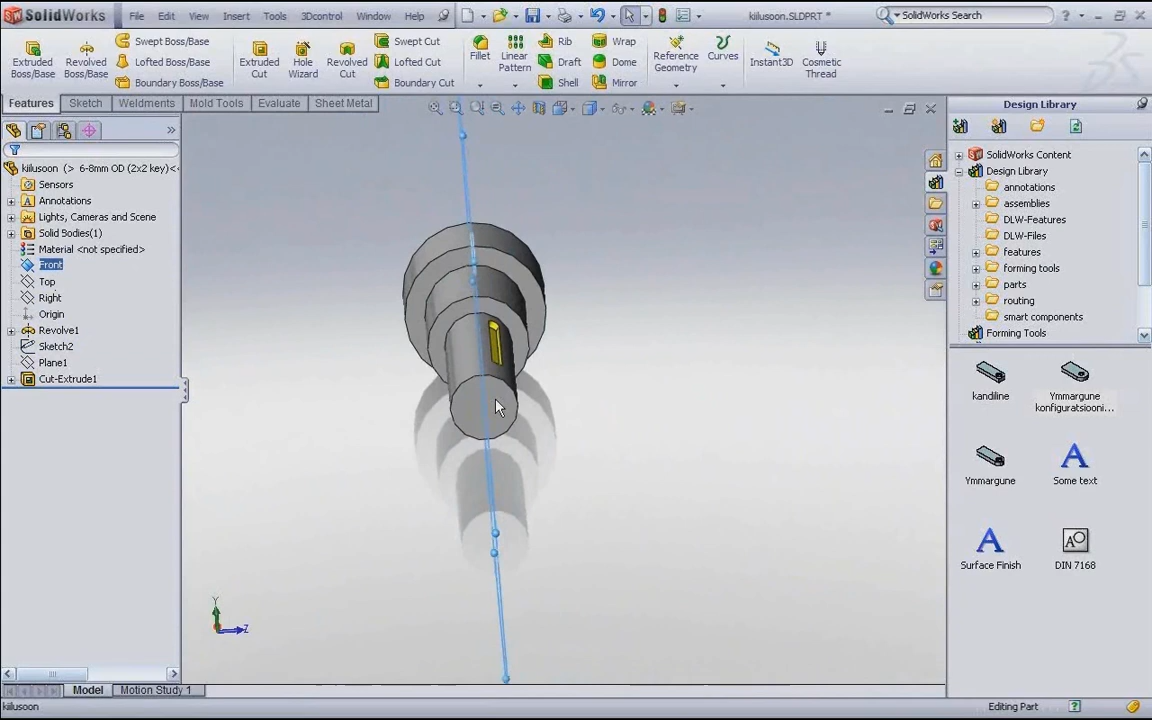 SolidWorks File Edit View Insert Tools 3Dcontrol Window Help kiilusoon.SLDPRT * SolidWorks Search
Extruded Boss/Base
Revolved Boss/Base
Swept Boss/Base
Lofted Boss/Base
Boundary Boss/Base
Extruded Cut
Hole Wizard
Revolved Cut
Swept Cut
Lofted Cut
Boundary Cut
Fillet
Linear Pattern
Rib
Draft
Shell
Wrap
Dome
Mirror
Reference Geometry
Curves
Instant3D
Cosmetic Thread
Features Sketch Weldments Mold Tools Evaluate Sheet Metal
kiilusoon (> 6-8mm OD (2x2 key)<
Sensors
Annotations
Lights, Cameras and Scene
Solid Bodies(1)
Material <not specified>
Front
Top
Right
Origin
Revolve1
Sketch2
Plane1
Cut-Extrude1
Y
Z
Design Library
SolidWorks Content
Design Library
annotations
assemblies
DLW-Features
DLW-Files
features
forming tools
parts
routing
smart components
Forming Tools
kandiline
Ymmargune
konfiguratsiooni...
Ymmargune
Some text
Surface Finish
DIN 7168
Model Motion Study 1
kiilusoon Editing Part